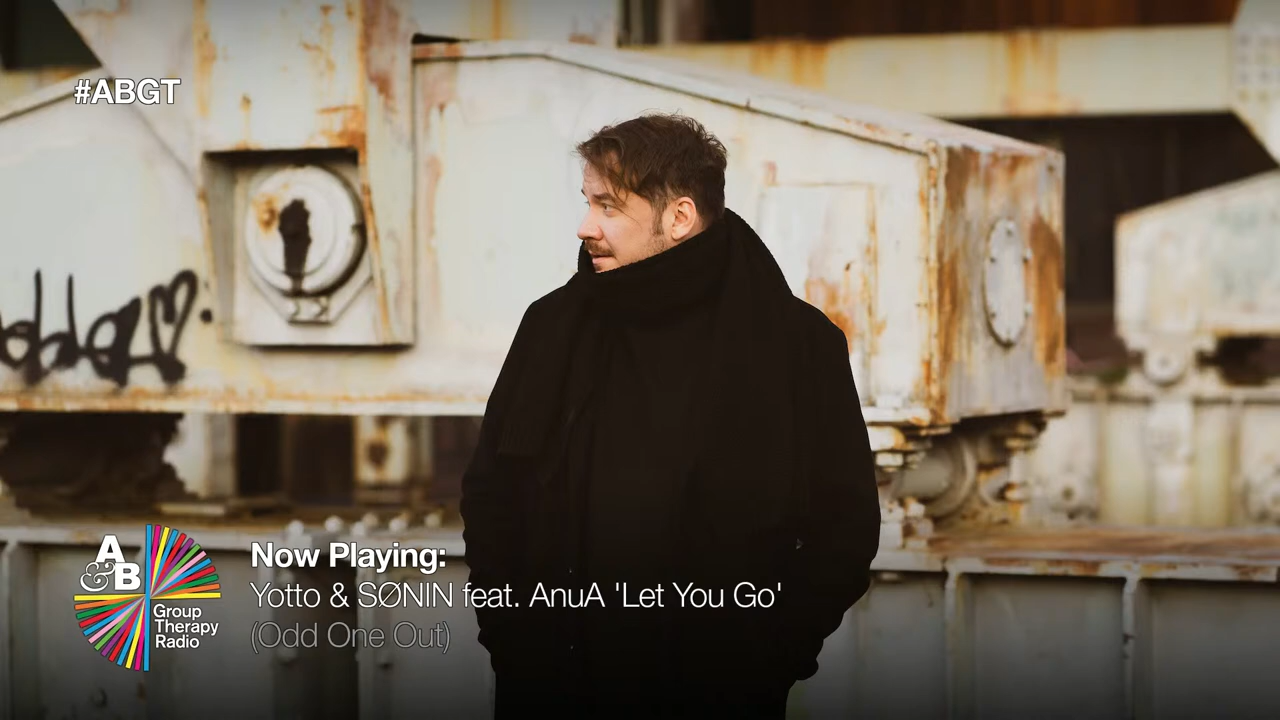 #ABGT
A
&B
Group
Therapy
Radio
Now Playing:
Yotto & SØNIN feat. AnuA 'Let You Go'
(Odd One Out)